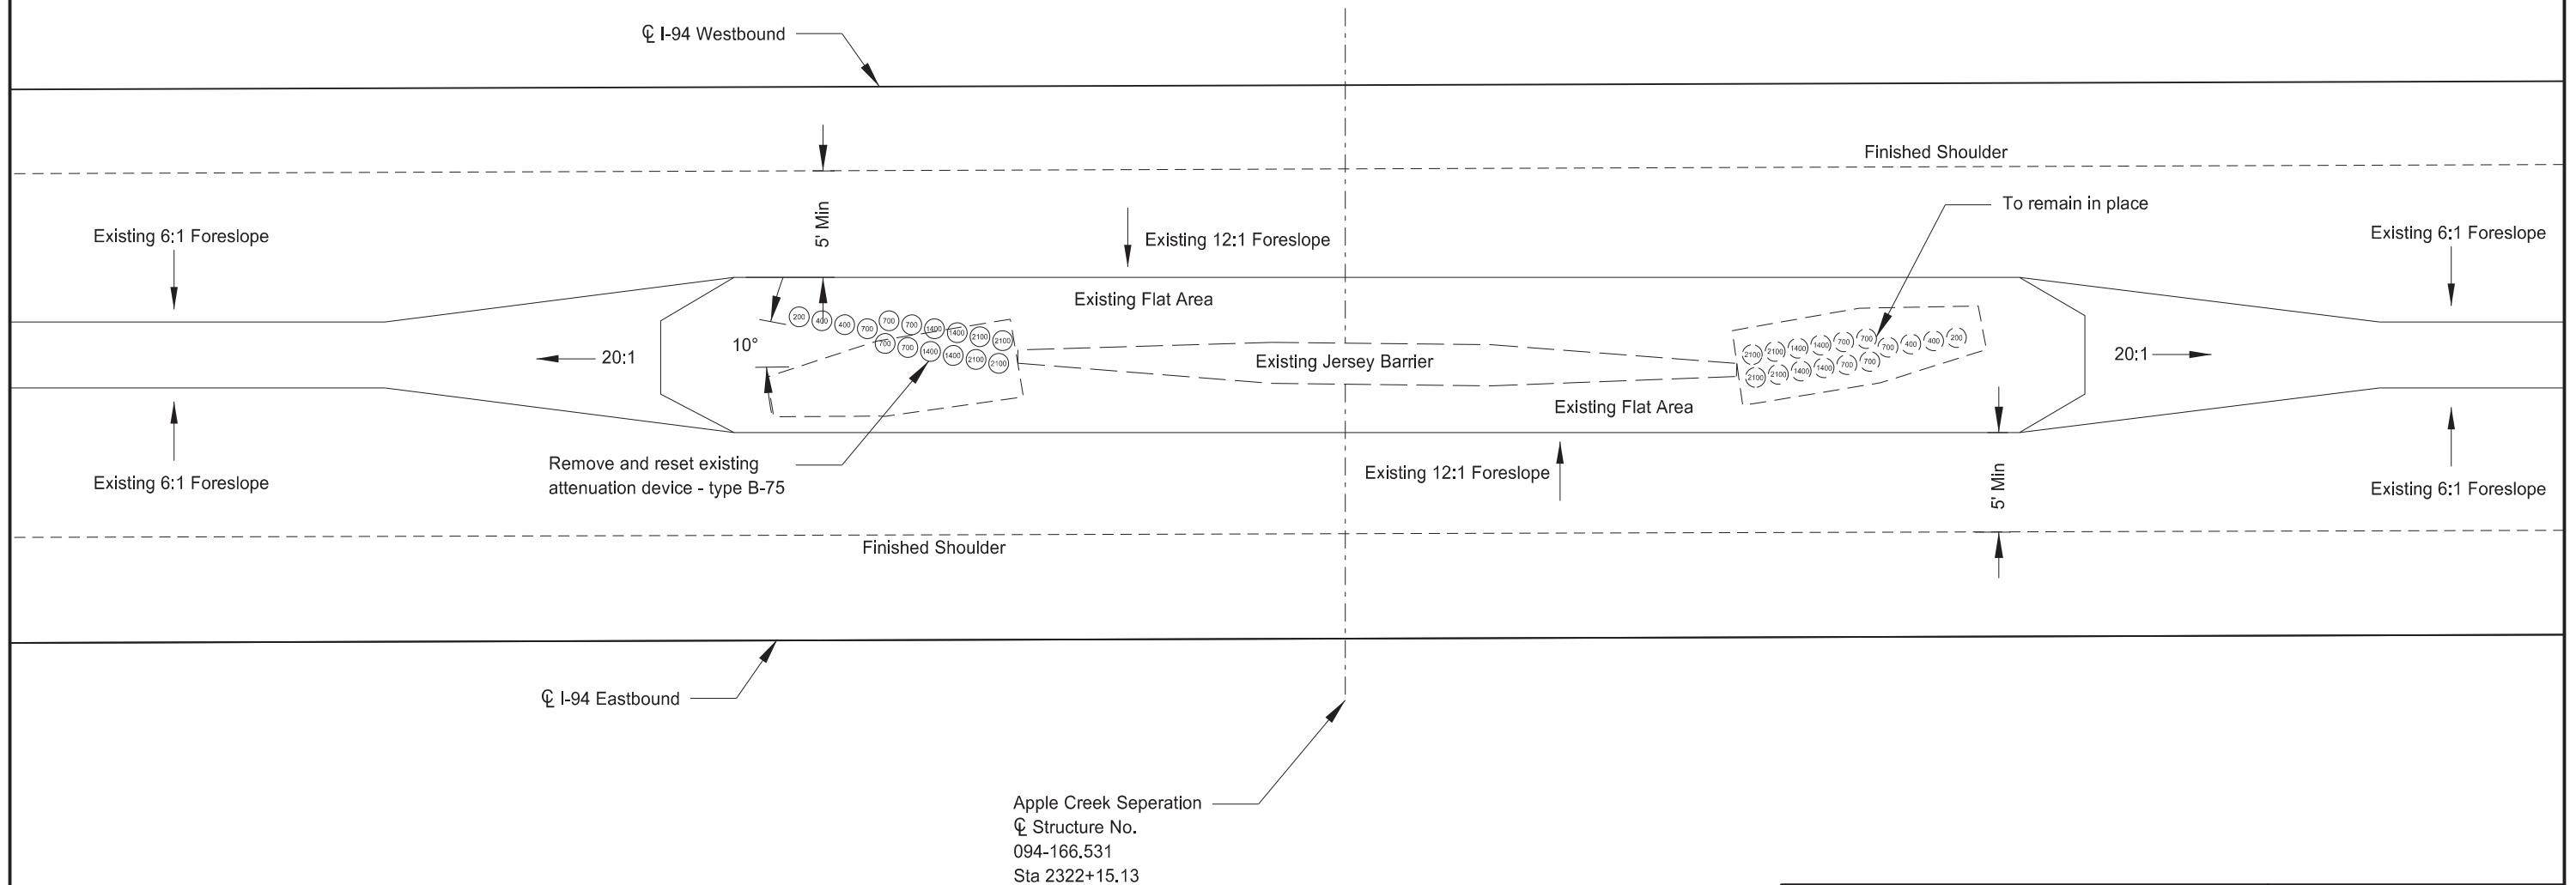 ℄ I-94 Westbound
Finished Shoulder
To remain in place
5' Min
Existing 6:1 Foreslope
Existing 12:1 Foreslope
Existing 6:1 Foreslope
Existing Flat Area
200 400 400 700 700 700 1400 1400 2100 2100
700 700 1400 1400 2100 2100
10°
20:1
Existing Jersey Barrier
2100 2100 1400 1400 700 700 700 400 400 200
2100 2100 1400 1400 700 700
20:1
Existing Flat Area
Remove and reset existing
attenuation device - type B-75
Existing 6:1 Foreslope
Existing 12:1 Foreslope
5' Min
Existing 6:1 Foreslope
Finished Shoulder
℄ I-94 Eastbound
Apple Creek Seperation
℄ Structure No.
094-166.531
Sta 2322+15.13